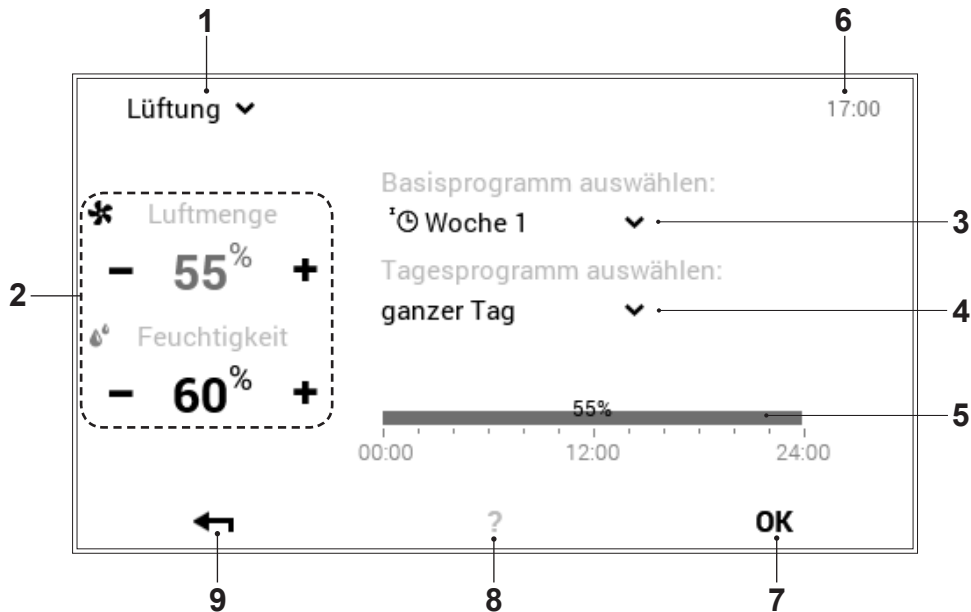 1
6
Lüftung
17:00
Basisprogramm auswählen:
Luftmenge
z Woche 1
3
55%
Tagesprogramm auswählen:
2
ganzer Tag
4
Feuchtigkeit
60%
55%
5
00:00 12:00 24:00
? OK
9 8 7